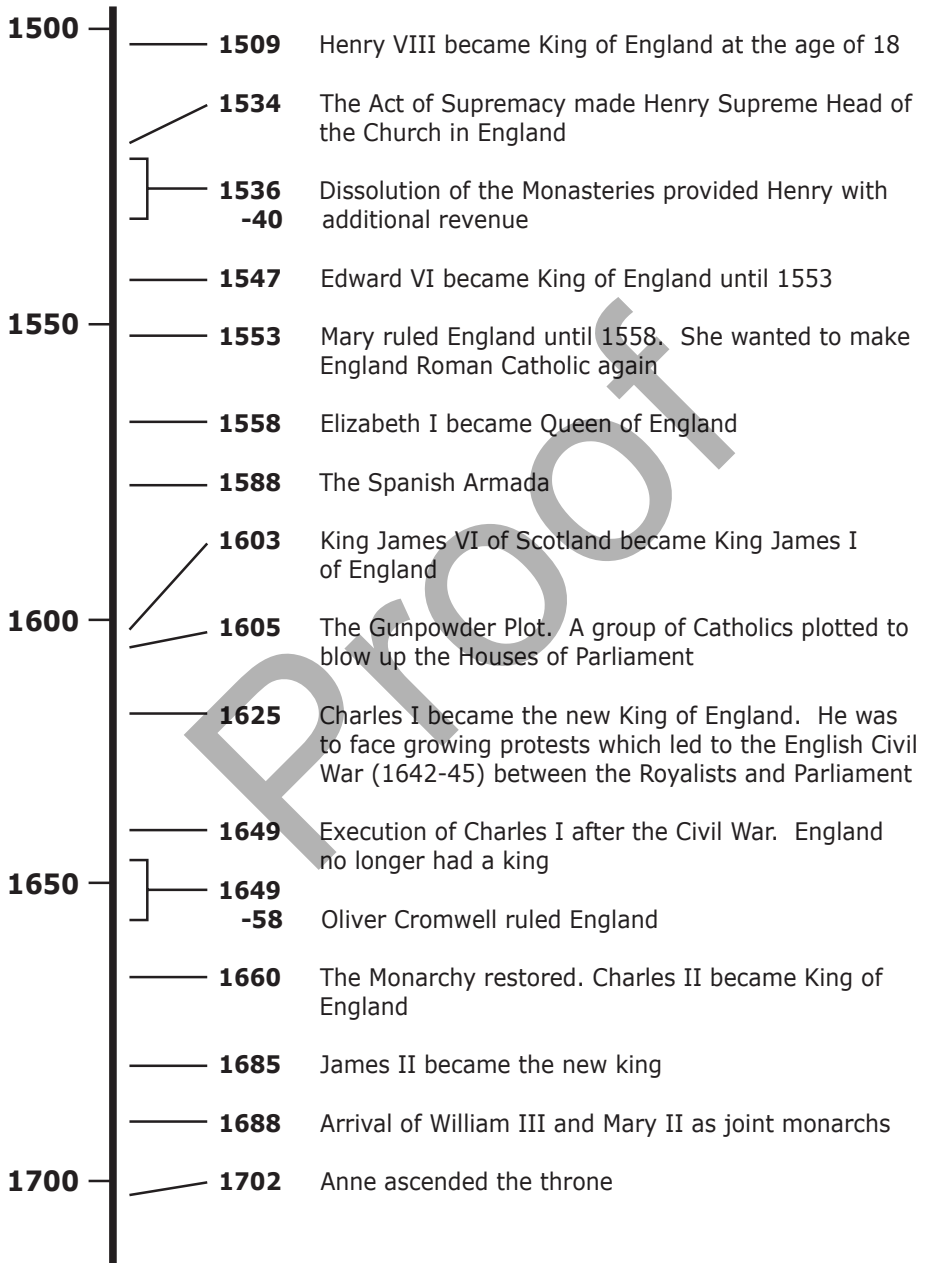 1500
1509 Henry VIII became King of England at the age of 18
1534 The Act of Supremacy made Henry Supreme Head of
the Church in England
1536 Dissolution of the Monasteries provided Henry with
-40 additional revenue
1547 Edward VI became King of England until 1553
1550
1553 Mary ruled England until 1558. She wanted to make
England Roman Catholic again
1558 Elizabeth I became Queen of England
1588 The Spanish Armada
1603 King James VI of Scotland became King James I
of England
1600
1605 The Gunpowder Plot. A group of Catholics plotted to
blow up the Houses of Parliament
1625 Charles I became the new King of England. He was
to face growing protests which led to the English Civil
War (1642-45) between the Royalists and Parliament
1649 Execution of Charles I after the Civil War. England
no longer had a king
1650
1649
-58 Oliver Cromwell ruled England
1660 The Monarchy restored. Charles II became King of
England
1685 James II became the new king
1688 Arrival of William III and Mary II as joint monarchs
1700
1702 Anne ascended the throne
Proof